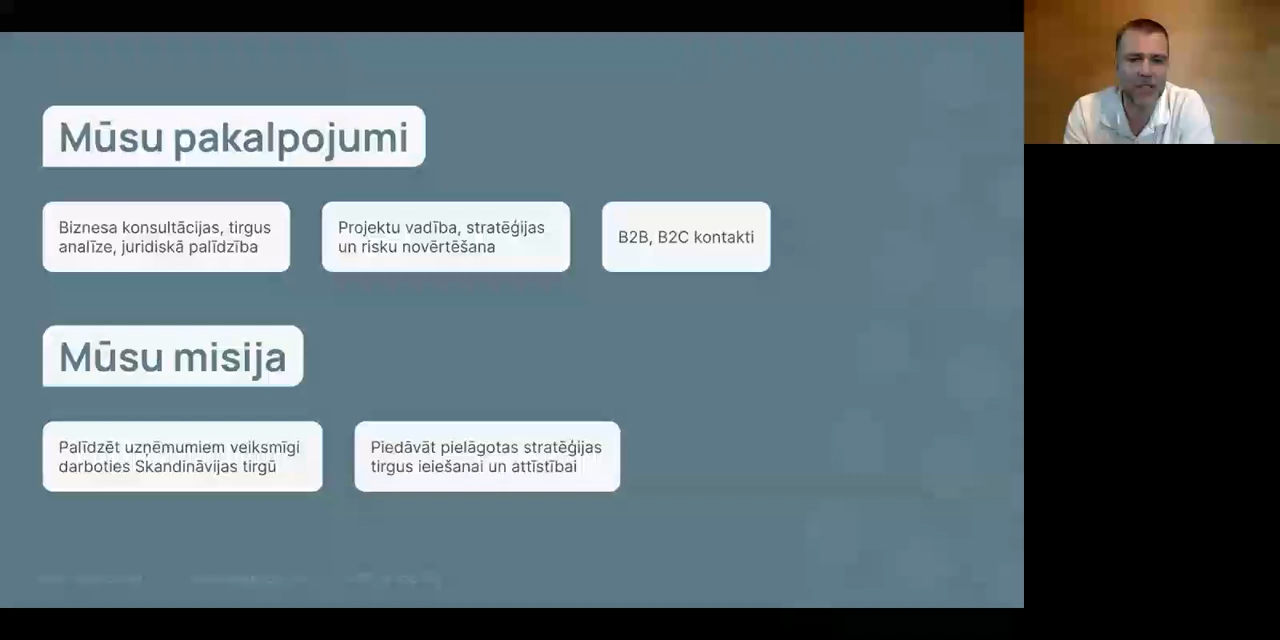 Mūsu pakalpojumi
Biznesa konsultācijas, tirgus
analīze, juridiskā palīdzība
Projektu vadība, stratēģijas
un risku novērtēšana
B2B, B2C kontakti
Mūsu misija
Palīdzēt uzņēmumiem veiksmīgi
darboties Skandināvijas tirgū
Piedāvāt pielāgotas stratēģijas
tirgus ieiešanai un attīstībai